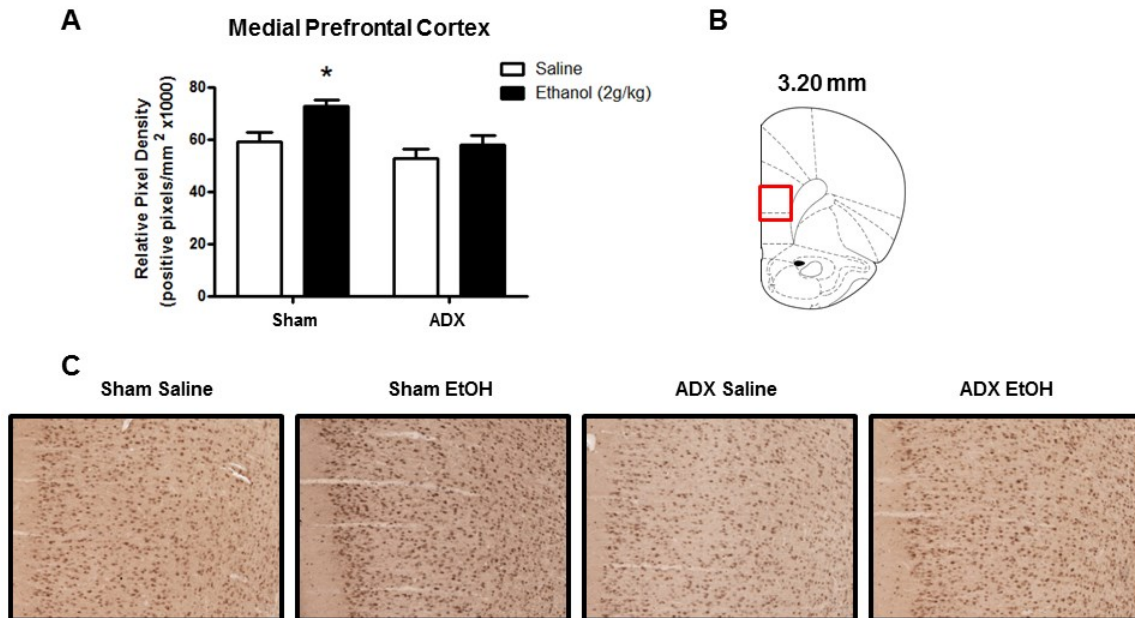 A
Medial Prefrontal Cortex
Relative Pixel Density
(positive pixels/mm² x1000)
80
60
40
20
0
*
Saline
Ethanol (2g/kg)
Sham
ADX
B
3.20 mm
C
Sham Saline
Sham EtOH
ADX Saline
ADX EtOH